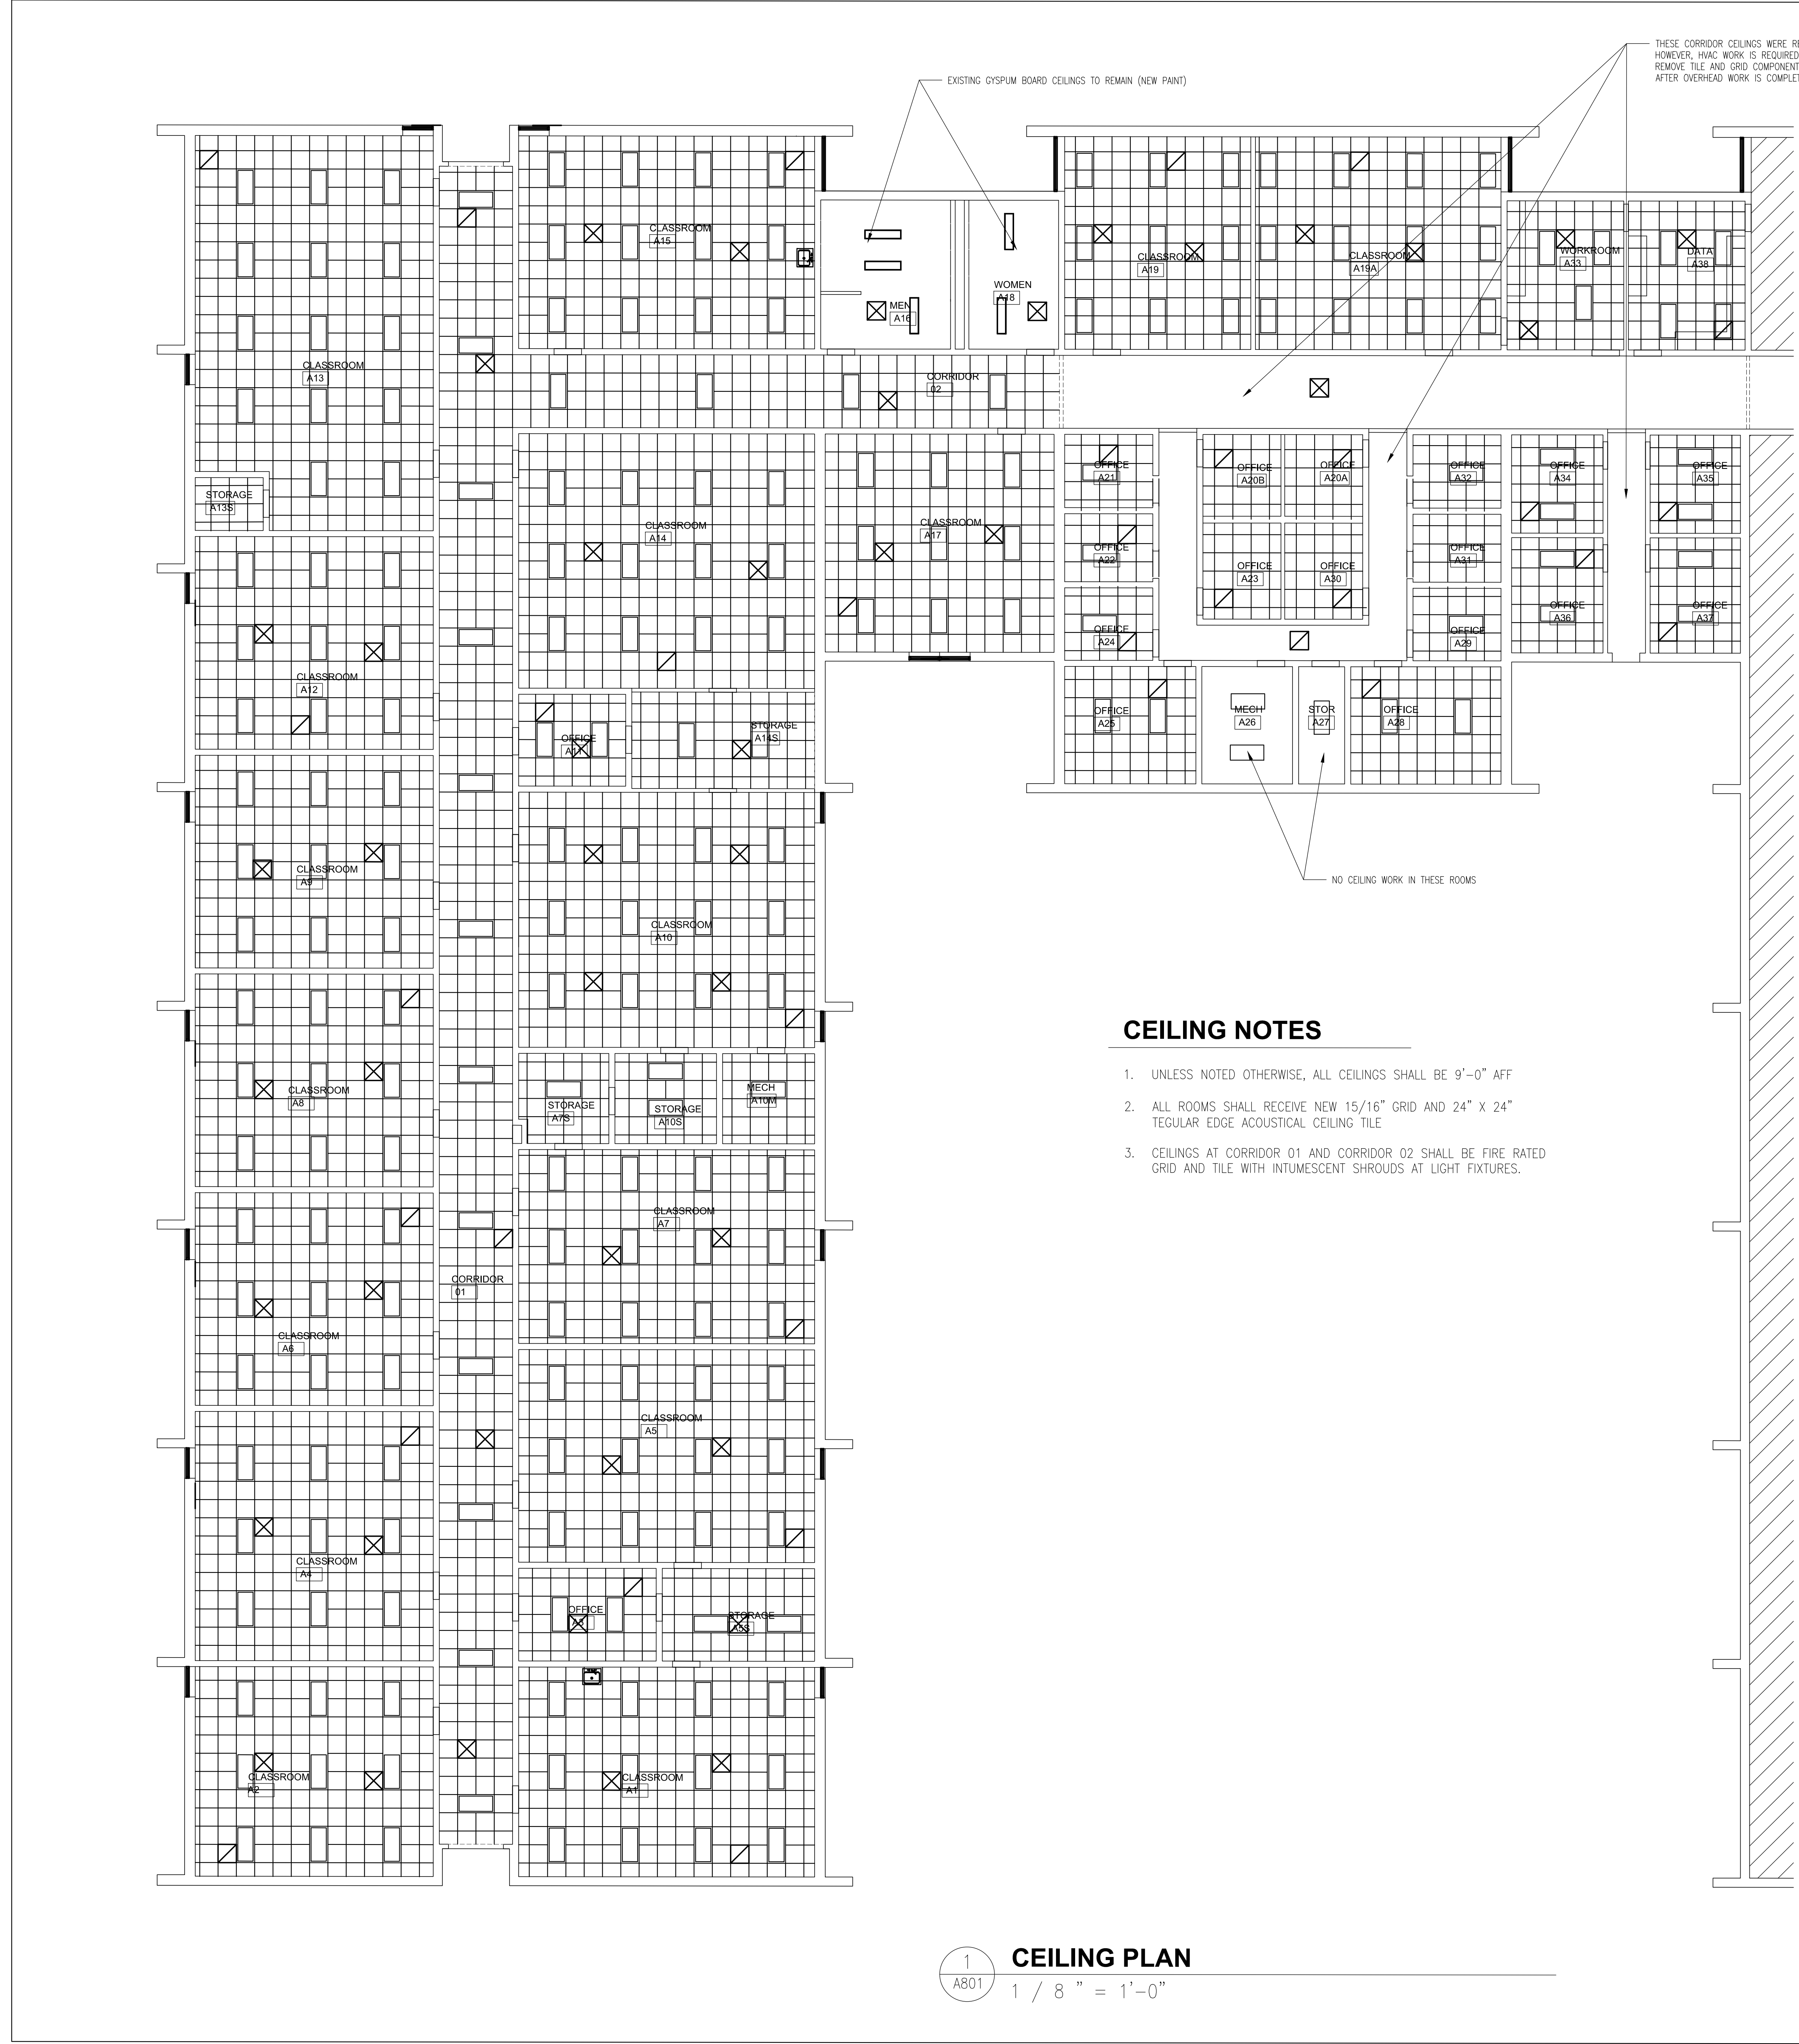 THESE CORRIDOR CEILINGS WERE
HOWEVER, HVAC WORK IS REQUIRED
REMOVE TILE AND GRID
AFTER OVERHEAD WORK IS
EXISTING GYSPUM BOARD CEILINGS TO REMAIN (NEW PAINT)
CLASSROOM
A15
CLASSROOM
A19
CLASSROOM
A19A
WORKROOM
A33
DATA
A38
WOMEN
A18
MEN
A16
CLASSROOM
A13
CORRIDOR
02
STORAGE
A13S
CLASSROOM
A14
CLASSROOM
A17
OFFICE
A21
OFFICE
A20B
OFFICE
A20A
OFFICE
A32
OFFICE
A34
OFFICE
A35
OFFICE
A22
OFFICE
A23
OFFICE
A30
OFFICE
A31
OFFICE
A24
OFFICE
A29
OFFICE
A36
OFFICE
A37
CLASSROOM
A12
OFFICE
A11
STORAGE
A14S
OFFICE
A25
MECH
A26
STOR
A27
OFFICE
A28
CLASSROOM
A9
NO CEILING WORK IN THESE ROOMS
CLASSROOM
A10
CLASSROOM
A8
STORAGE
A7S
STORAGE
A10S
MECH
A10M
CEILING NOTES
1. UNLESS NOTED OTHERWISE, ALL CEILINGS SHALL BE 9'-0" AFF
2. ALL ROOMS SHALL RECEIVE NEW 15/16" GRID AND 24" X 24"
TEGULAR EDGE ACOUSTICAL CEILING TILE
3. CEILINGS AT CORRIDOR 01 AND CORRIDOR 02 SHALL BE FIRE RATED
GRID AND TILE WITH INTUMESCENT SHROUDS AT LIGHT FIXTURES.
CLASSROOM
A7
CORRIDOR
01
CLASSROOM
A6
CLASSROOM
A5
CLASSROOM
A4
OFFICE
A3
STORAGE
A5S
CLASSROOM
A2
CLASSROOM
A1
1
A801
CEILING PLAN
1 / 8 " = 1'-0"